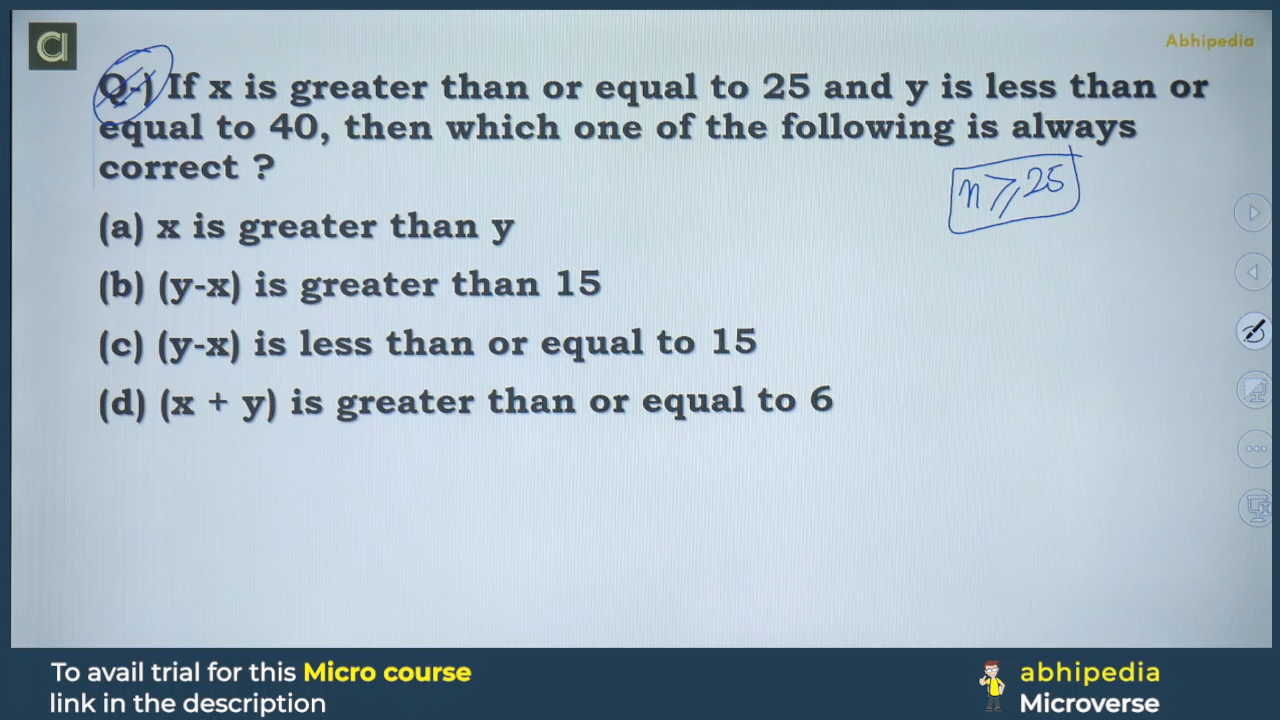 Abhipedia
Q-) If x is greater than or equal to 25 and y is less than or
equal to 40, then which one of the following is always
correct ?
x ≥ 25
(a) x is greater than y
(b) (y-x) is greater than 15
(c) (y-x) is less than or equal to 15
(d) (x + y) is greater than or equal to 6
To avail trial for this Micro course
link in the description
abhipedia
Microverse